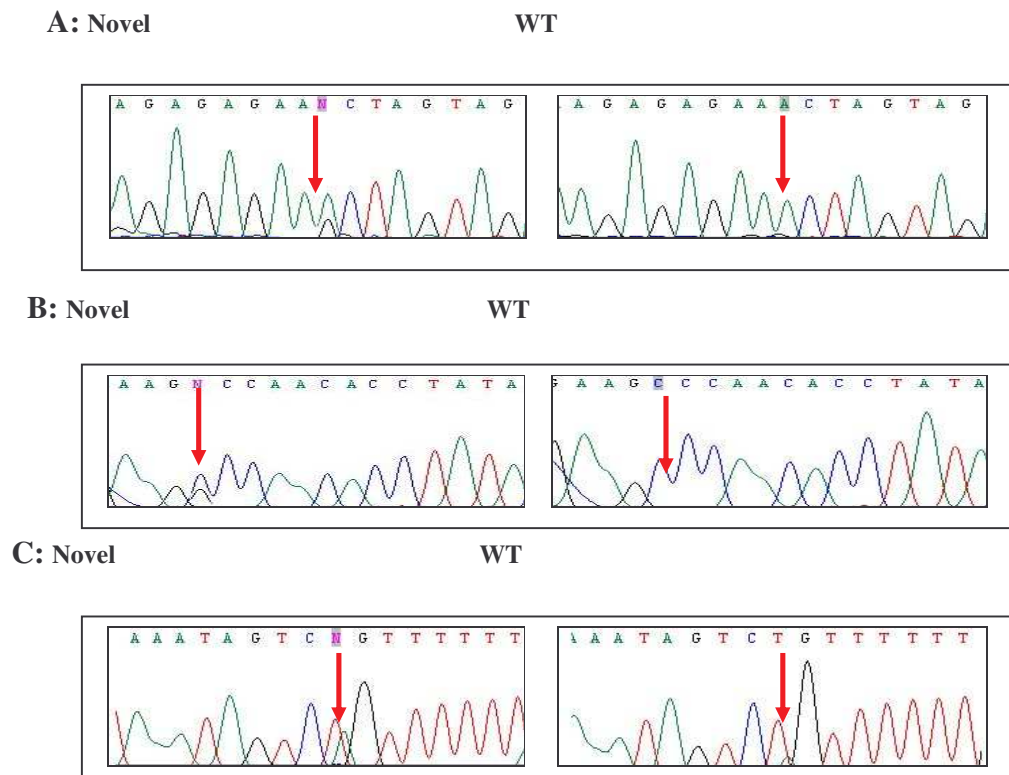 A: Novel WT
A G A G A G A A N C T A G T A G
A G A G A G A A A C T A G T A G
B: Novel WT
A A G N C C A A C A C C T A T A
G A A G C C C A A C A C C T A T A
C: Novel WT
A A A T A G T C N G T T T T T T
A A A T A G T C T G T T T T T T